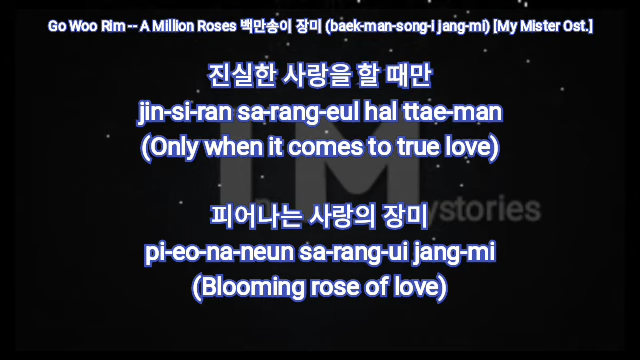 Go Woo Rim -- A Million Roses 백만송이 장미 (baek-man-song-I jang-mi) [My Mister Ost.]
진실한 사랑을 할 때만
jin-si-ran sa-rang-eul hal ttae-man
(Only when it comes to true love)
피어나는 사랑의 장미
pi-eo-na-neun sa-rang-ui jang-mi
(Blooming rose of love)